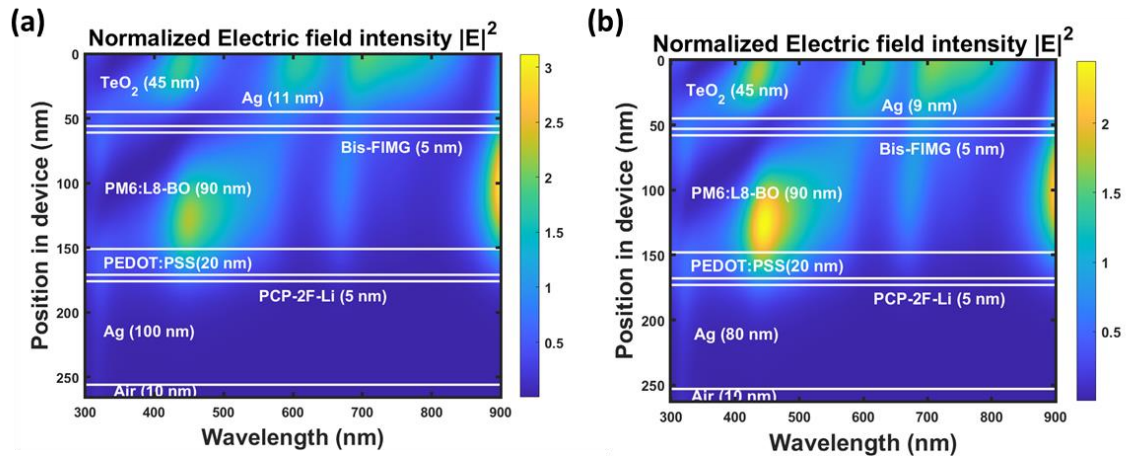 (a)
Normalized Electric field intensity |E|²
0
50
100
150
200
250
Position in device (nm)
TeO₂ (45 nm)
Ag (11 nm)
Bis-FIMG (5 nm)
PM6:L8-BO (90 nm)
PEDOT:PSS(20 nm)
PCP-2F-Li (5 nm)
Ag (100 nm)
Air (10 nm)
300 400 500 600 700 800 900
Wavelength (nm)
3
2.5
2
1.5
1
0.5
(b)
Normalized Electric field intensity |E|²
0
50
100
150
200
250
Position in device (nm)
TeO₂ (45 nm)
Ag (9 nm)
Bis-FIMG (5 nm)
PM6:L8-BO (90 nm)
PEDOT:PSS(20 nm)
PCP-2F-Li (5 nm)
Ag (80 nm)
Air (10 nm)
300 400 500 600 700 800 900
Wavelength (nm)
2
1.5
1
0.5